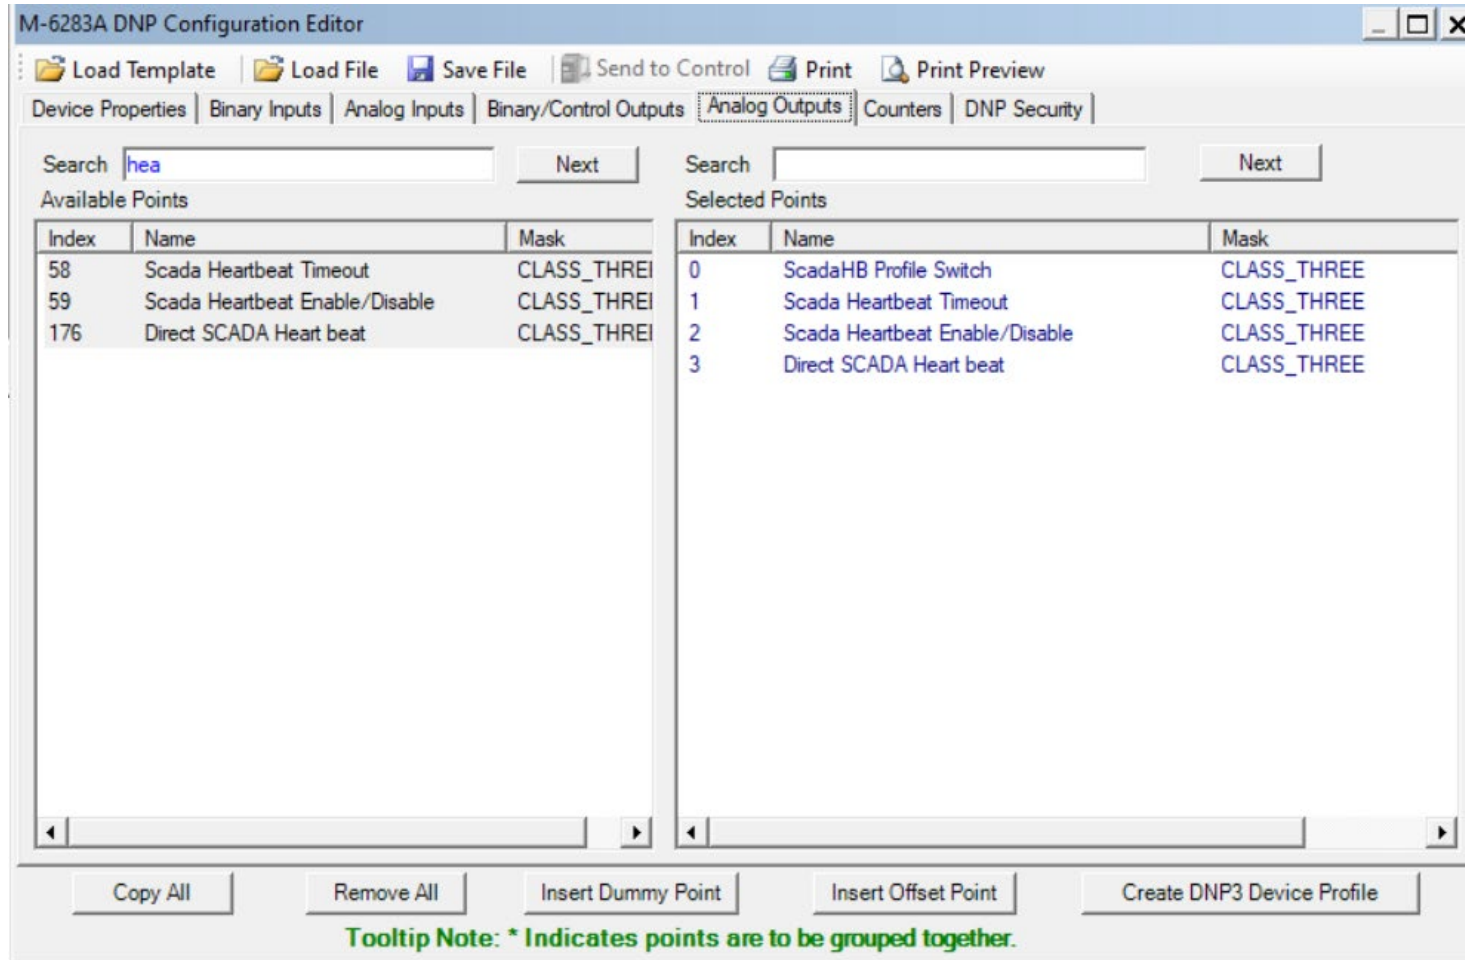 M-6283A DNP Configuration Editor
Load Template Load File Save File Send to Control Print Print Preview
Device Properties Binary Inputs Analog Inputs Binary/Control Outputs Analog Outputs Counters DNP Security
Search hea Next Search Next
Available Points Selected Points
Index Name Mask Index Name Mask
58 Scada Heartbeat Timeout CLASS_THREE 0 ScadaHB Profile Switch CLASS_THREE
59 Scada Heartbeat Enable/Disable CLASS_THREE 1 Scada Heartbeat Timeout CLASS_THREE
176 Direct SCADA Heart beat CLASS_THREE 2 Scada Heartbeat Enable/Disable CLASS_THREE
3 Direct SCADA Heart beat CLASS_THREE
Copy All Remove All Insert Dummy Point Insert Offset Point Create DNP3 Device Profile
Tooltip Note: * Indicates points are to be grouped together.